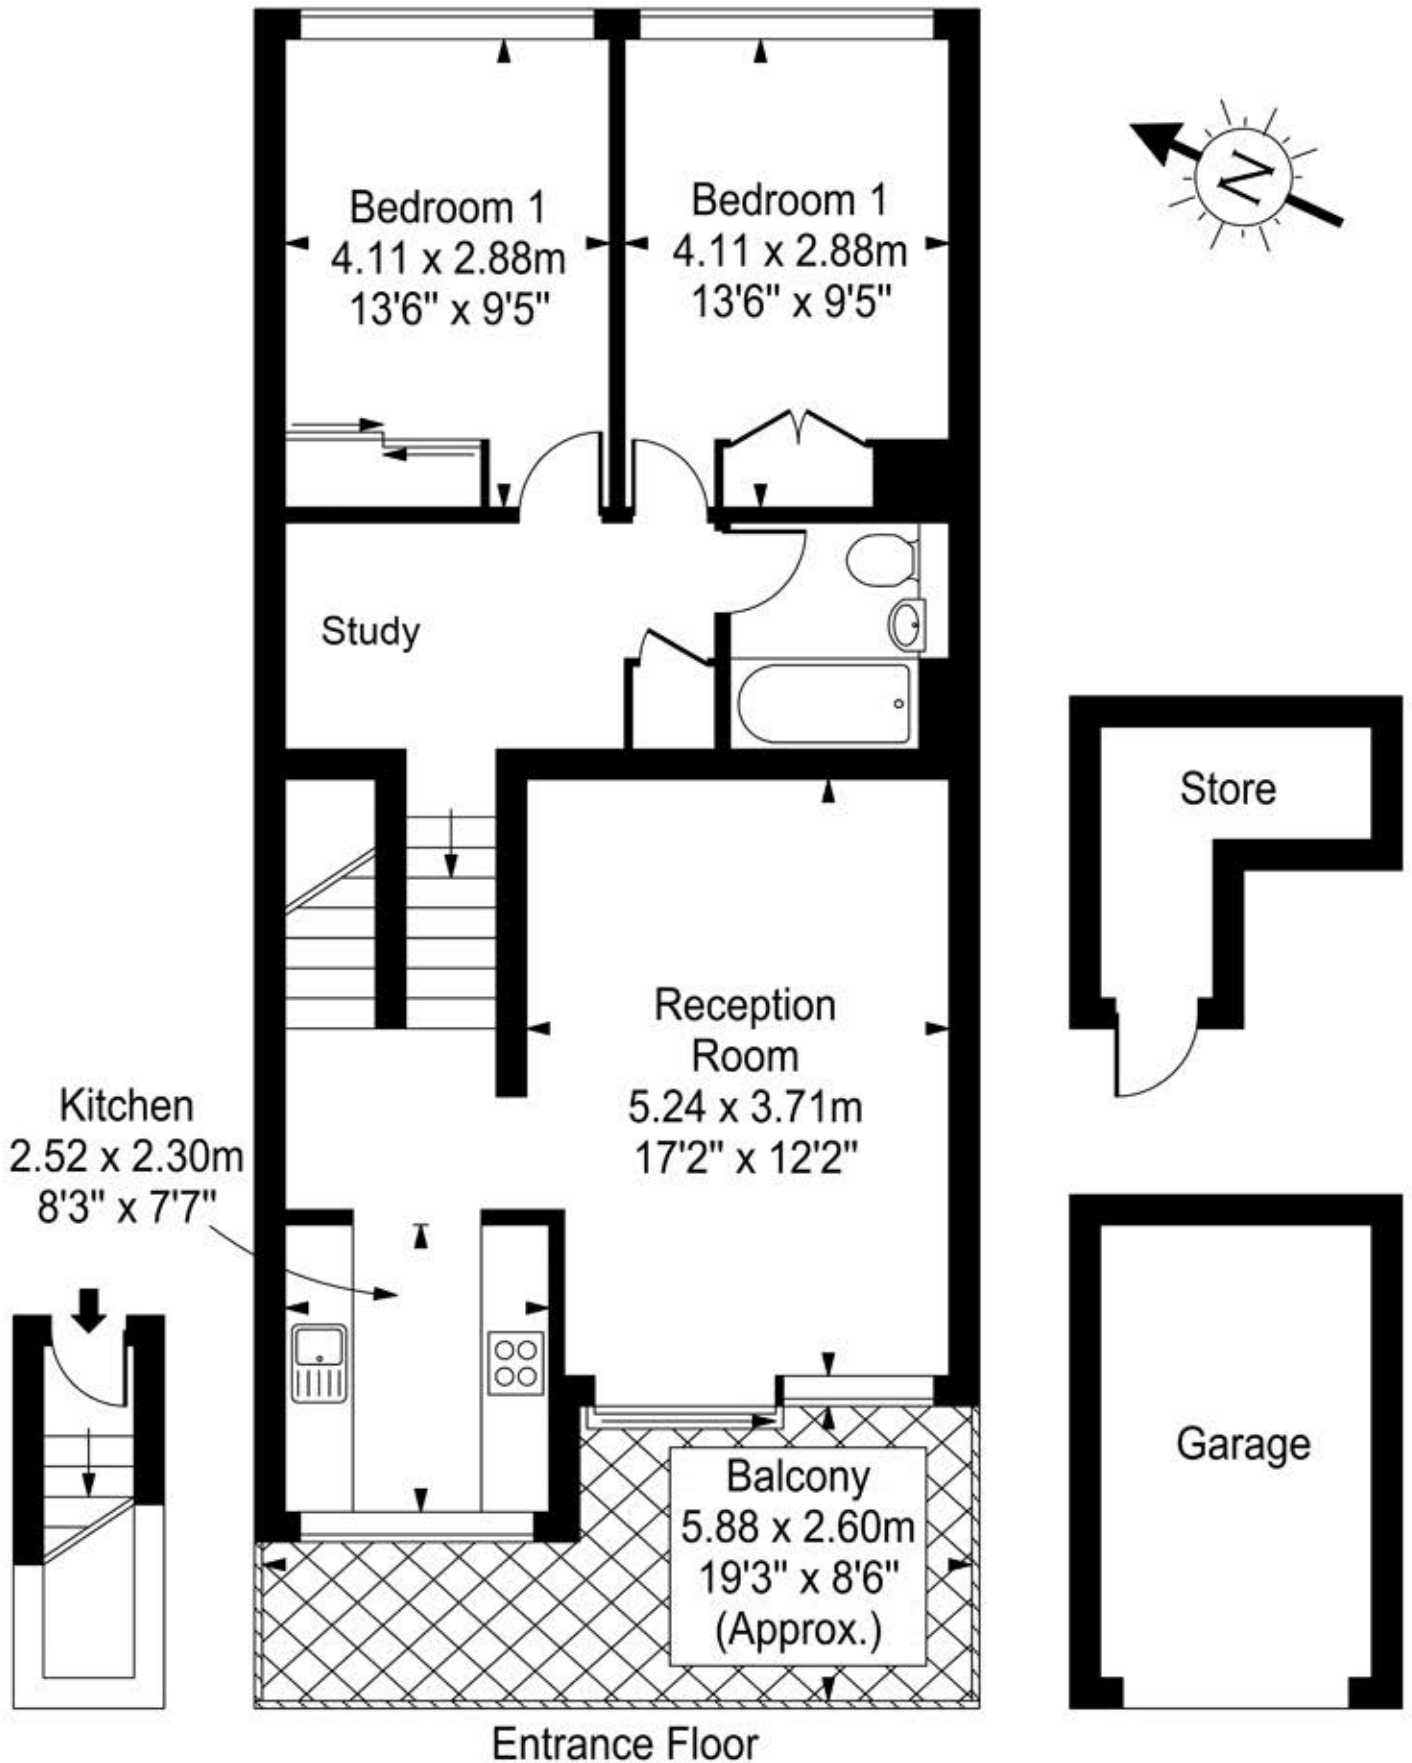 Bedroom 1
4.11 x 2.88m
13'6" x 9'5"
Bedroom 1
4.11 x 2.88m
13'6" x 9'5"
N
Study
Store
Reception
Room
5.24 x 3.71m
17'2" x 12'2"
Kitchen
2.52 x 2.30m
8'3" x 7'7"
Garage
Balcony
5.88 x 2.60m
19'3" x 8'6"
(Approx.)
Entrance Floor